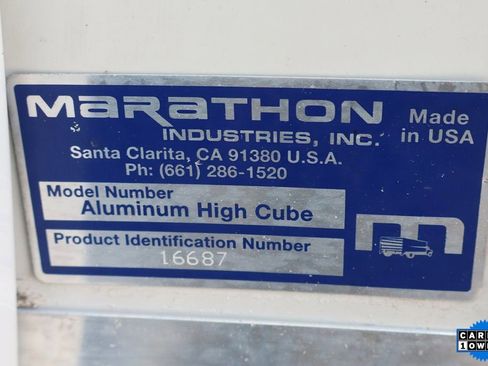 MARATHON
INDUSTRIES, INC.
Made
in USA
Santa Clarita, CA 91380 U.S.A.
Ph: (661) 286-1520
Model Number
Aluminum High Cube
Product Identification Number
16687
m
1